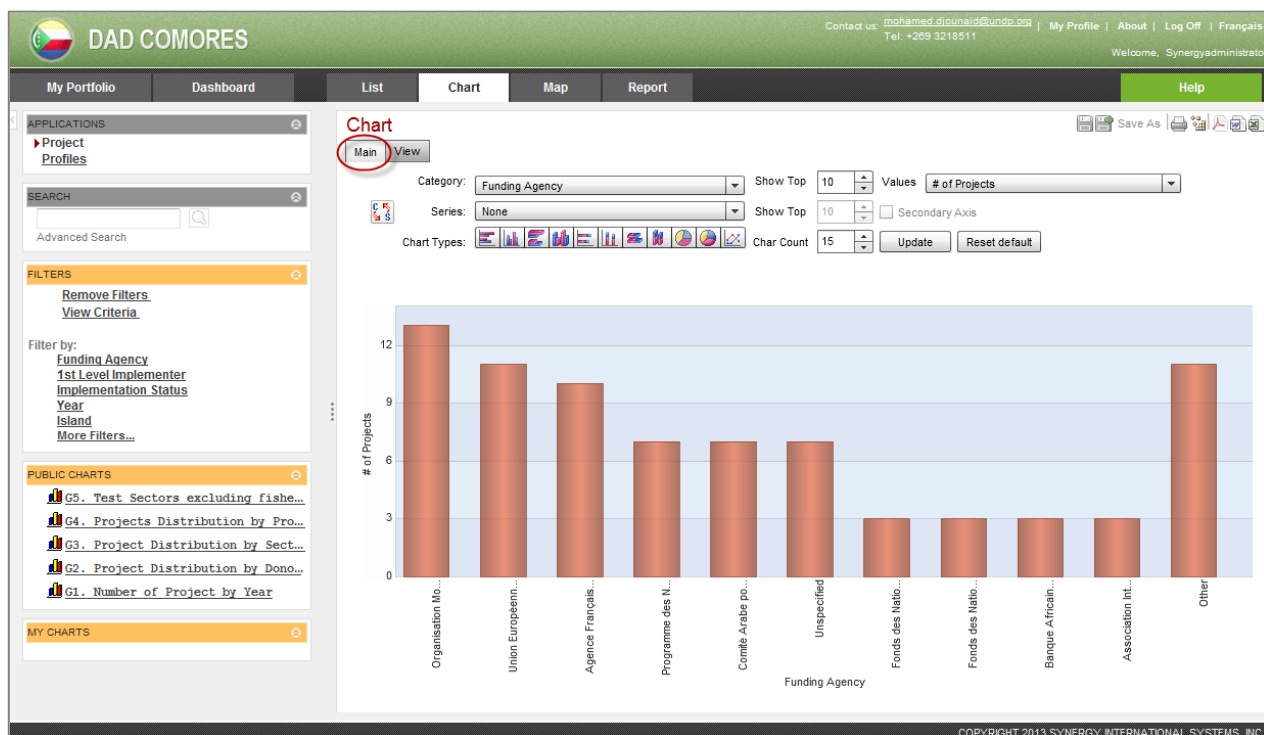 DAD COMORES
Contact us: mohamed.djounaid@undp.org | My Profile | About | Log Off | Français
Tel: +269 3218511
Welcome, Synergyadministrato
My Portfolio Dashboard List Chart Map Report Help
APPLICATIONS
Project
Profiles
SEARCH
Advanced Search
FILTERS
Remove Filters
View Criteria
Filter by:
Funding Agency
1st Level Implementer
Implementation Status
Year
Island
More Filters...
PUBLIC CHARTS
G5. Test Sectors excluding fishe...
G4. Projects Distribution by Pro...
G3. Project Distribution by Sect...
G2. Project Distribution by Dono...
G1. Number of Project by Year
MY CHARTS
Chart
Save As
Main View
Category: Funding Agency Show Top 10 Values # of Projects
C S Series: None Show Top 10 Secondary Axis
Chart Types: Char Count 15 Update Reset default
# of Projects
12
9
6
3
0
Organisation Mo...
Union Européenn...
Agence Français...
Programme des N...
Comité Arabe po...
Unspecified
Fonds des Natio...
Fonds des Natio...
Banque Africain...
Association Int...
Other
Funding Agency
COPYRIGHT 2013 SYNERGY INTERNATIONAL SYSTEMS, INC.